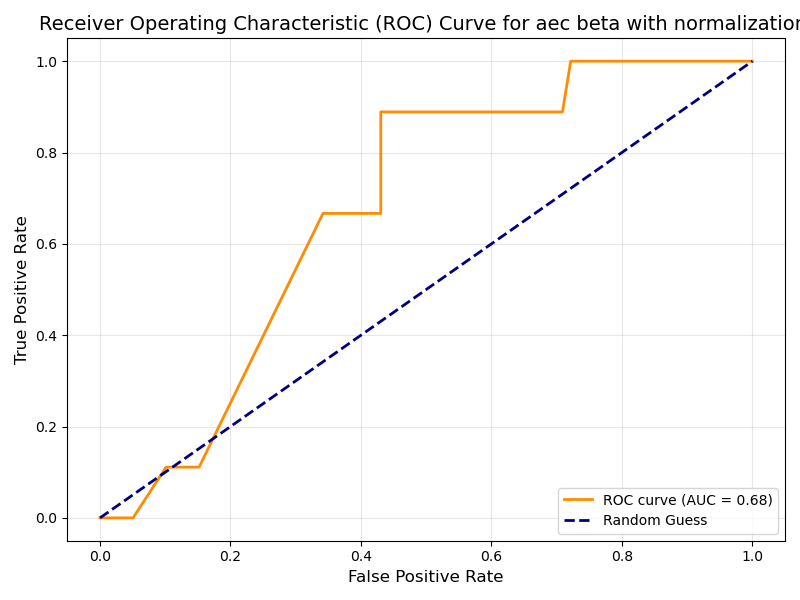 Receiver Operating Characteristic (ROC) Curve for aec beta with normalization
1.0
0.8
0.6
0.4
0.2
0.0
True Positive Rate
0.0 0.2 0.4 0.6 0.8 1.0
False Positive Rate
ROC curve (AUC = 0.68)
Random Guess